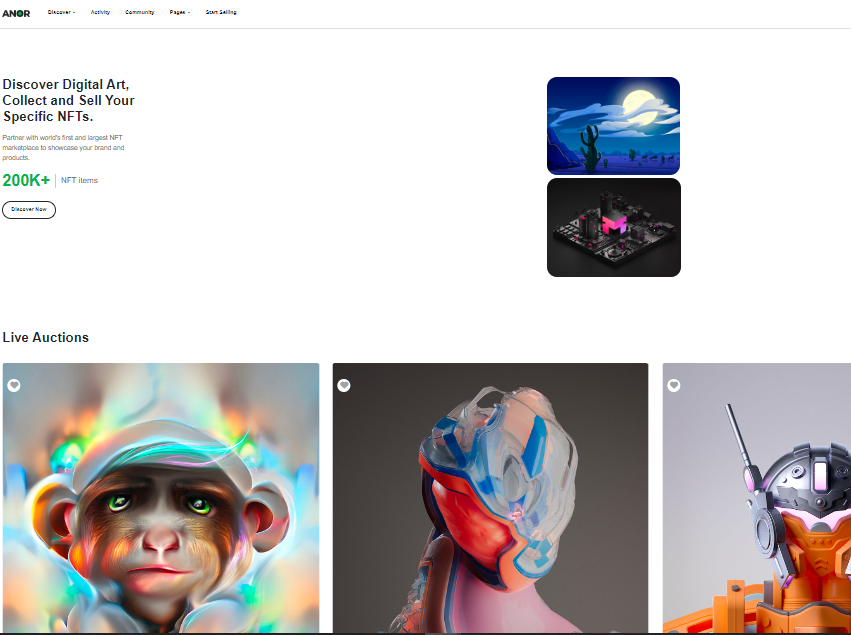 ANOR
Discover
Activity
Community
Pages
Start Selling
Discover Digital Art,
Collect and Sell Your
Specific NFTs.
Partner with world's first and largest NFT
marketplace to showcase your brand and
products.
200K+
NFT items
Discover Now
Live Auctions